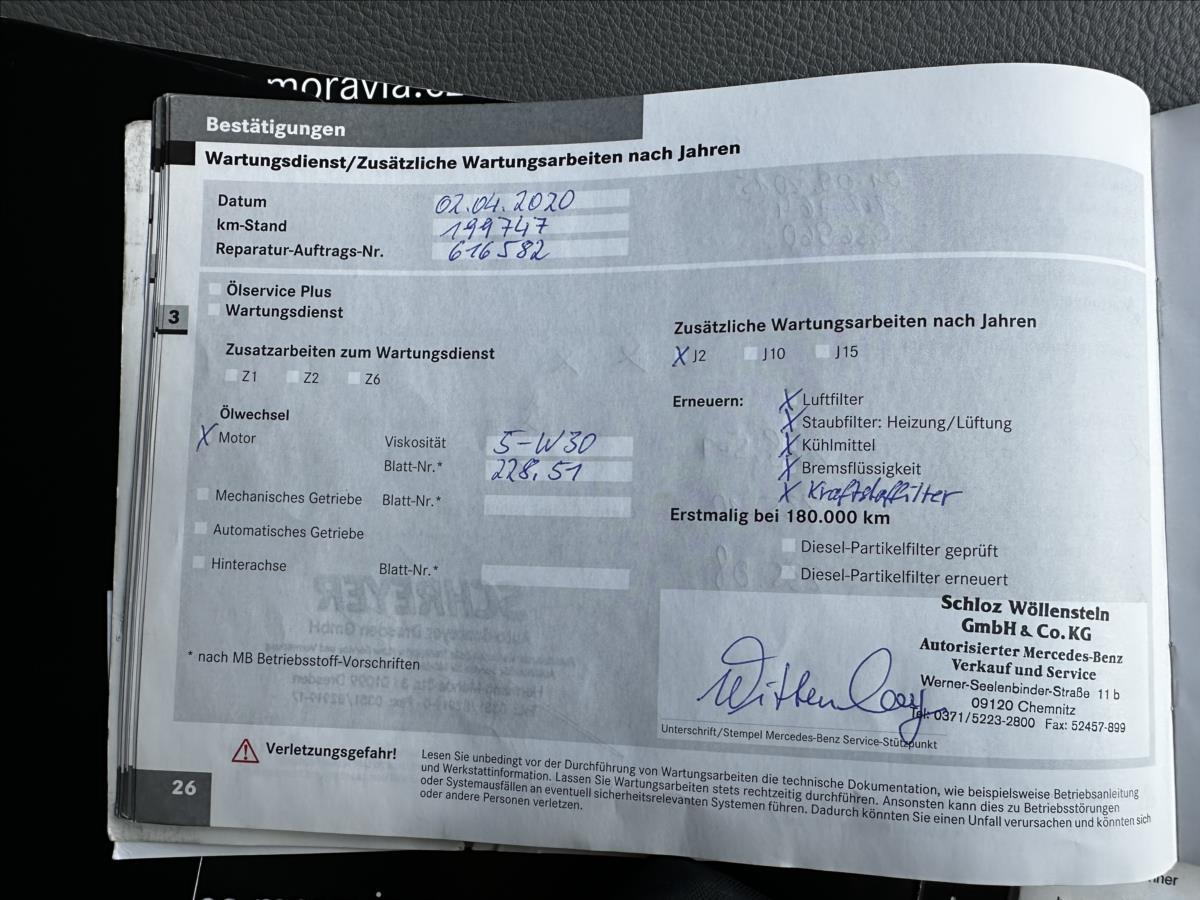 moravia.cz
Bestätigungen
Wartungsdienst/Zusätzliche Wartungsarbeiten nach Jahren
Datum 02.04.2020
km-Stand 199747
Reparatur-Auftrags-Nr. 616582
Ölservice Plus
3 Wartungsdienst
Zusätzliche Wartungsarbeiten nach Jahren
Zusatzarbeiten zum Wartungsdienst
X J2 J10 J15
Z1 Z2 Z6
Erneuern: X Luftfilter
Ölwechsel
X Staubfilter: Heizung/Lüftung
X Motor Viskosität 5-W30
X Kühlmittel
Blatt-Nr.* 228.51
X Bremsflüssigkeit
X Kraftstoffilter
Mechanisches Getriebe Blatt-Nr.*
Erstmalig bei 180.000 km
Automatisches Getriebe
Diesel-Partikelfilter geprüft
Hinterachse Blatt-Nr.*
Diesel-Partikelfilter erneuert
Schloz Wöllenstein
GmbH & Co. KG
Autorisierter Mercedes-Benz
Verkauf und Service
Werner-Seelenbinder-Straße 11 b
09120 Chemnitz
Tel: 0371/5223-2800 Fax: 52457-899
* nach MB Betriebsstoff-Vorschriften
Unterschrift/Stempel Mercedes-Benz Service-Stützpunkt
Verletzungsgefahr!
Lesen Sie unbedingt vor der Durchführung von Wartungsarbeiten die technische Dokumentation, wie beispielsweise Betriebsanleitung
und Werkstattinformation. Lassen Sie Wartungsarbeiten stets rechtzeitig durchführen. Ansonsten kann dies zu Betriebsstörungen
oder Systemausfällen an eventuell sicherheitsrelevanten Systemen führen. Dadurch könnten Sie einen Unfall verursachen und könnten sich
oder andere Personen verletzen.
26